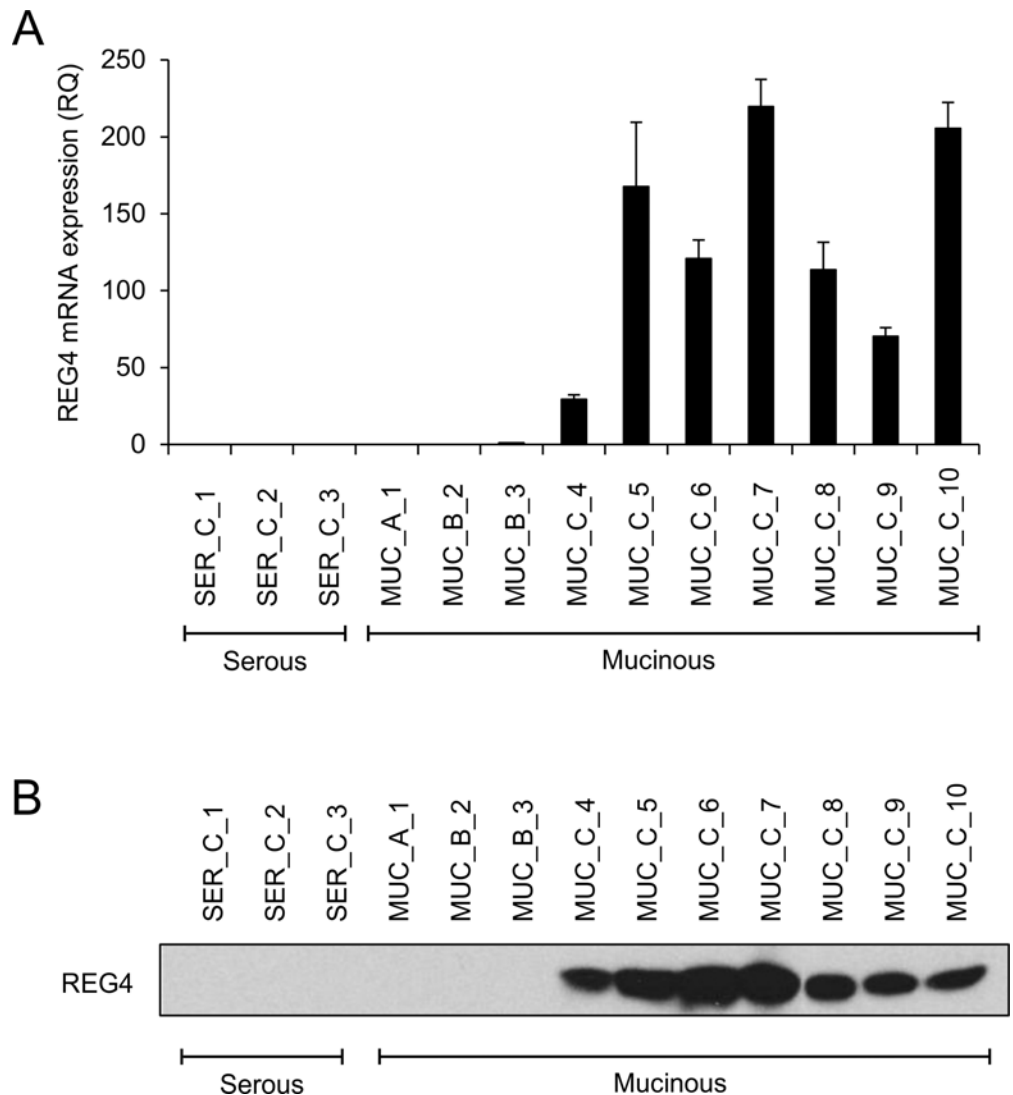 A
REG4 mRNA expression (RQ)
250
200
150
100
50
0
SER_C_1
SER_C_2
SER_C_3
MUC_A_1
MUC_B_2
MUC_B_3
MUC_C_4
MUC_C_5
MUC_C_6
MUC_C_7
MUC_C_8
MUC_C_9
MUC_C_10
Serous
Mucinous
B
SER_C_1
SER_C_2
SER_C_3
MUC_A_1
MUC_B_2
MUC_B_3
MUC_C_4
MUC_C_5
MUC_C_6
MUC_C_7
MUC_C_8
MUC_C_9
MUC_C_10
REG4
Serous
Mucinous